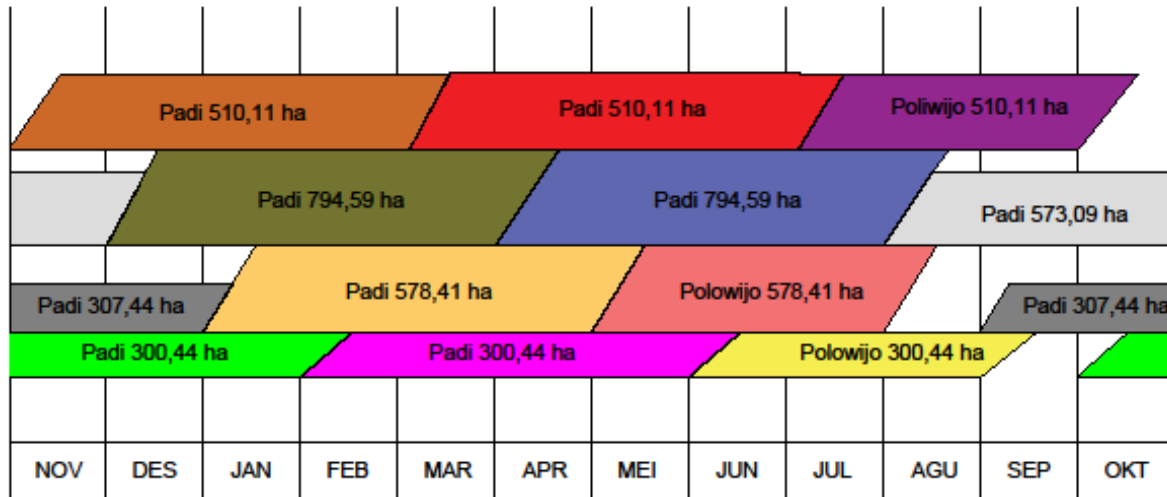 Padi 510,11 ha
Padi 510,11 ha
Poliwijo 510,11 ha
Padi 794,59 ha
Padi 794,59 ha
Padi 573,09 ha
Padi 307,44 ha
Padi 578,41 ha
Polowijo 578,41 ha
Padi 307,44 ha
Padi 300,44 ha
Padi 300,44 ha
Polowijo 300,44 ha
NOV DES JAN FEB MAR APR MEI JUN JUL AGU SEP OKT